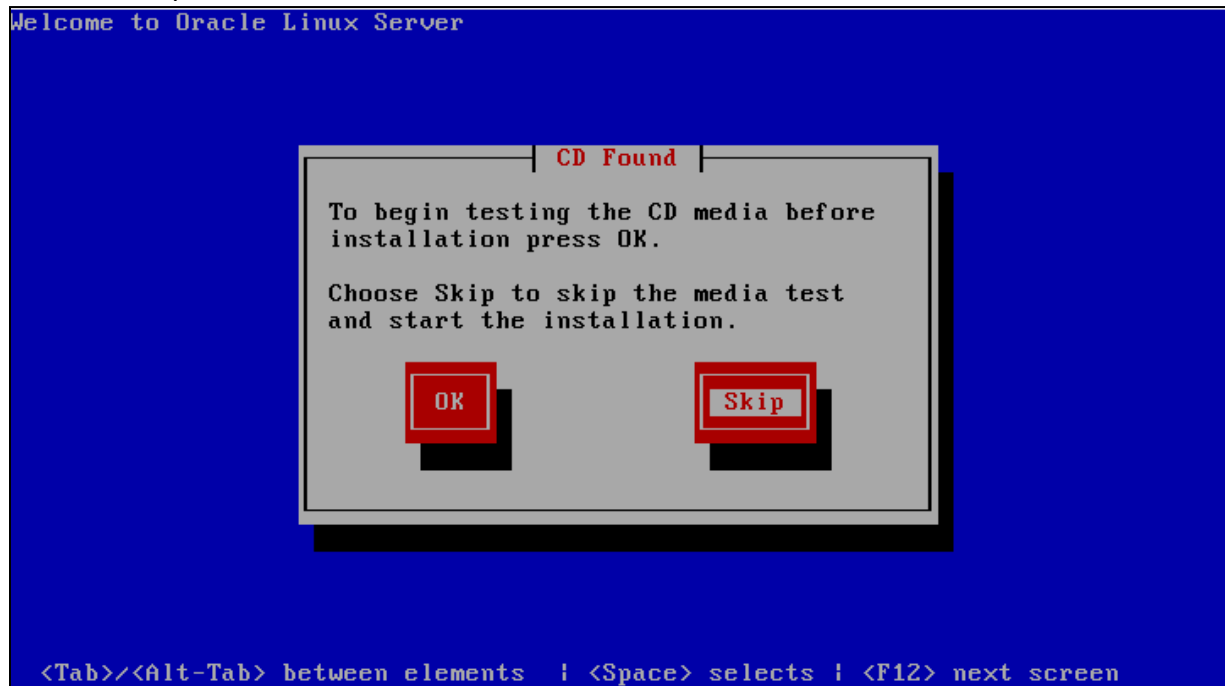 Welcome to Oracle Linux Server
CD Found
To begin testing the CD media before
installation press OK.
Choose Skip to skip the media test
and start the installation.
OK Skip
<Tab>/<Alt-Tab> between elements | <Space> selects | <F12> next screen